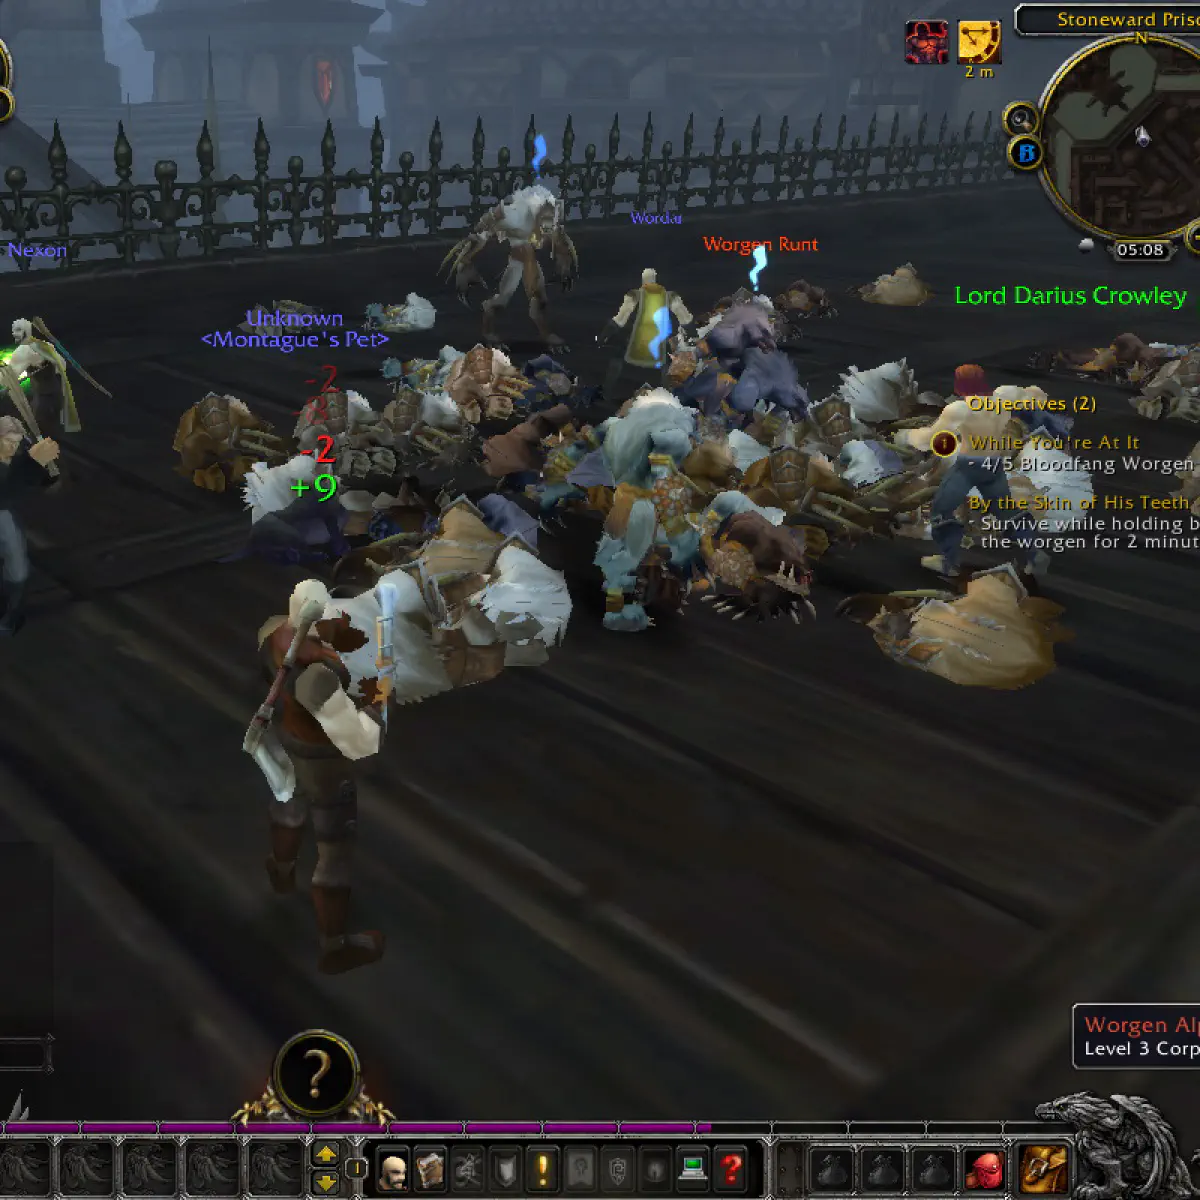 Stoneward Priso
N
2 m
B
05:08
Nexon
Wordar
Worgen Runt
Lord Darius Crowley
Unknown
<Montague's Pet>
-2
-2
+9
Objectives (2)
While You're At It
- 4/5 Bloodfang Worgen
By the Skin of His Teeth
- Survive while holding b
the worgen for 2 minut
Worgen Alp
Level 3 Corp
?
1
!
?